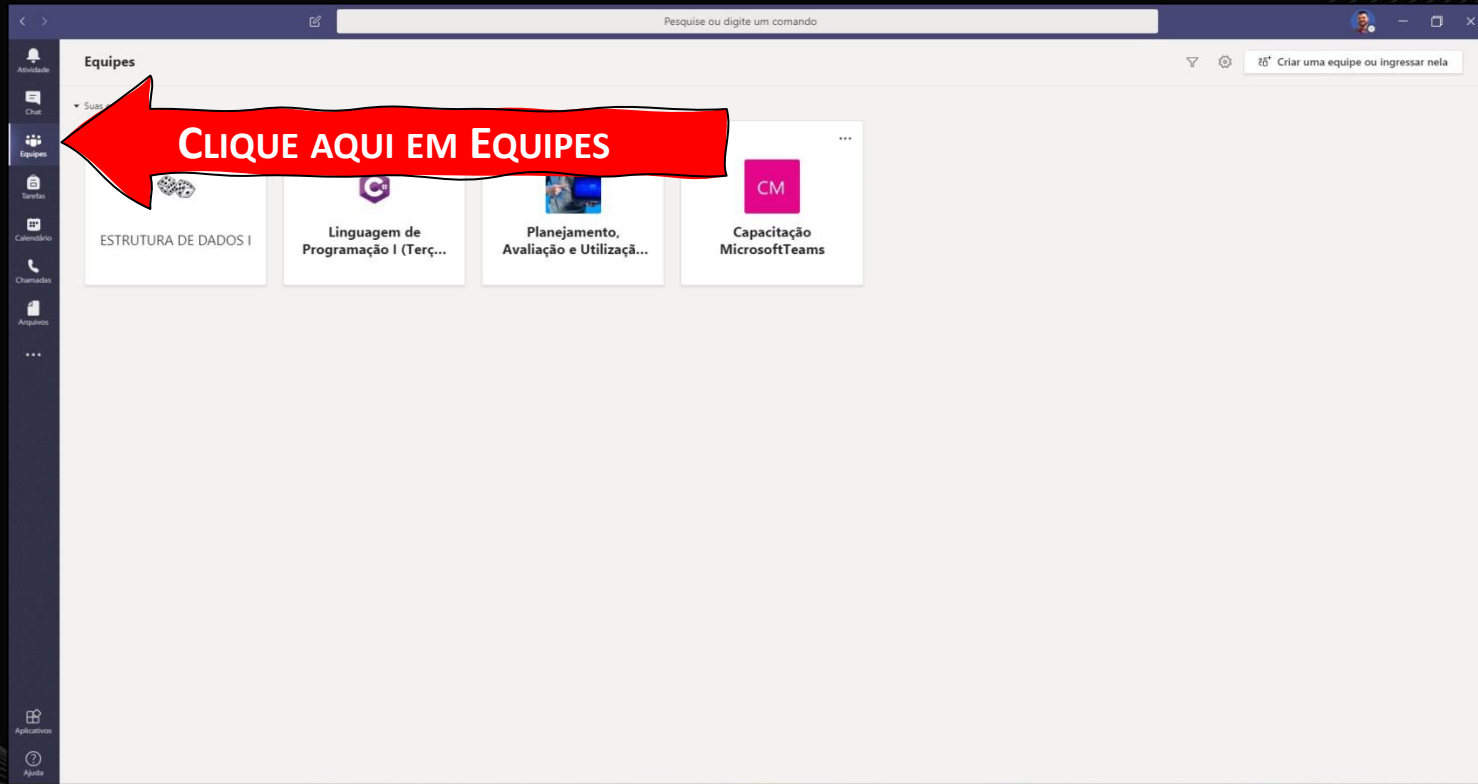 Pesquise ou digite um comando
Atividade
Chat
Equipes
Tarefas
Calendário
Chamadas
Arquivos
Aplicativos
Ajuda
Equipes
Criar uma equipe ou ingressar nela
Suas
CLIQUE AQUI EM EQUIPES
ESTRUTURA DE DADOS I
C#
Linguagem de
Programação I (Terç...
Planejamento,
Avaliação e Utilizaçã...
CM
Capacitação
MicrosoftTeams